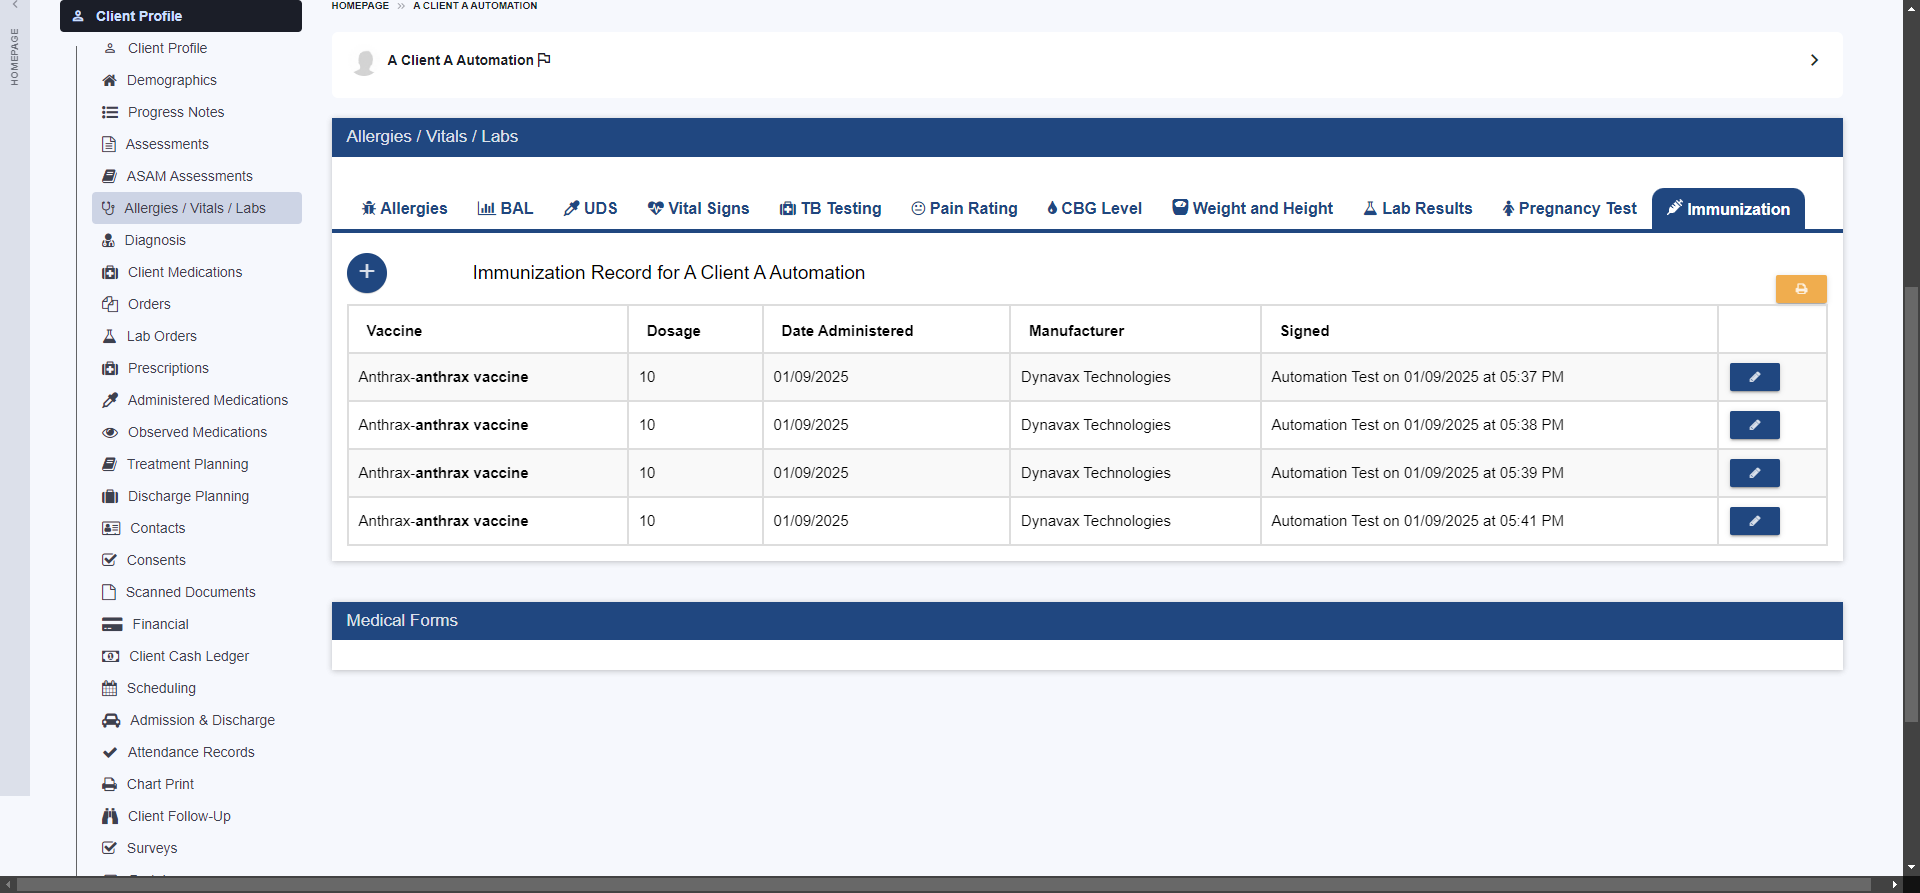 HOMEPAGE
Client Profile
Client Profile
Demographics
Progress Notes
Assessments
ASAM Assessments
Allergies / Vitals / Labs
Diagnosis
Client Medications
Orders
Lab Orders
Prescriptions
Administered Medications
Observed Medications
Treatment Planning
Discharge Planning
Contacts
Consents
Scanned Documents
Financial
Client Cash Ledger
Scheduling
Admission & Discharge
Attendance Records
Chart Print
Client Follow-Up
Surveys
HOMEPAGE » A CLIENT A AUTOMATION
A Client A Automation
Allergies / Vitals / Labs
Allergies BAL UDS Vital Signs TB Testing Pain Rating CBG Level Weight and Height Lab Results Pregnancy Test Immunization
+ Immunization Record for A Client A Automation
Vaccine Dosage Date Administered Manufacturer Signed
Anthrax-anthrax vaccine 10 01/09/2025 Dynavax Technologies Automation Test on 01/09/2025 at 05:37 PM
Anthrax-anthrax vaccine 10 01/09/2025 Dynavax Technologies Automation Test on 01/09/2025 at 05:38 PM
Anthrax-anthrax vaccine 10 01/09/2025 Dynavax Technologies Automation Test on 01/09/2025 at 05:39 PM
Anthrax-anthrax vaccine 10 01/09/2025 Dynavax Technologies Automation Test on 01/09/2025 at 05:41 PM
Medical Forms